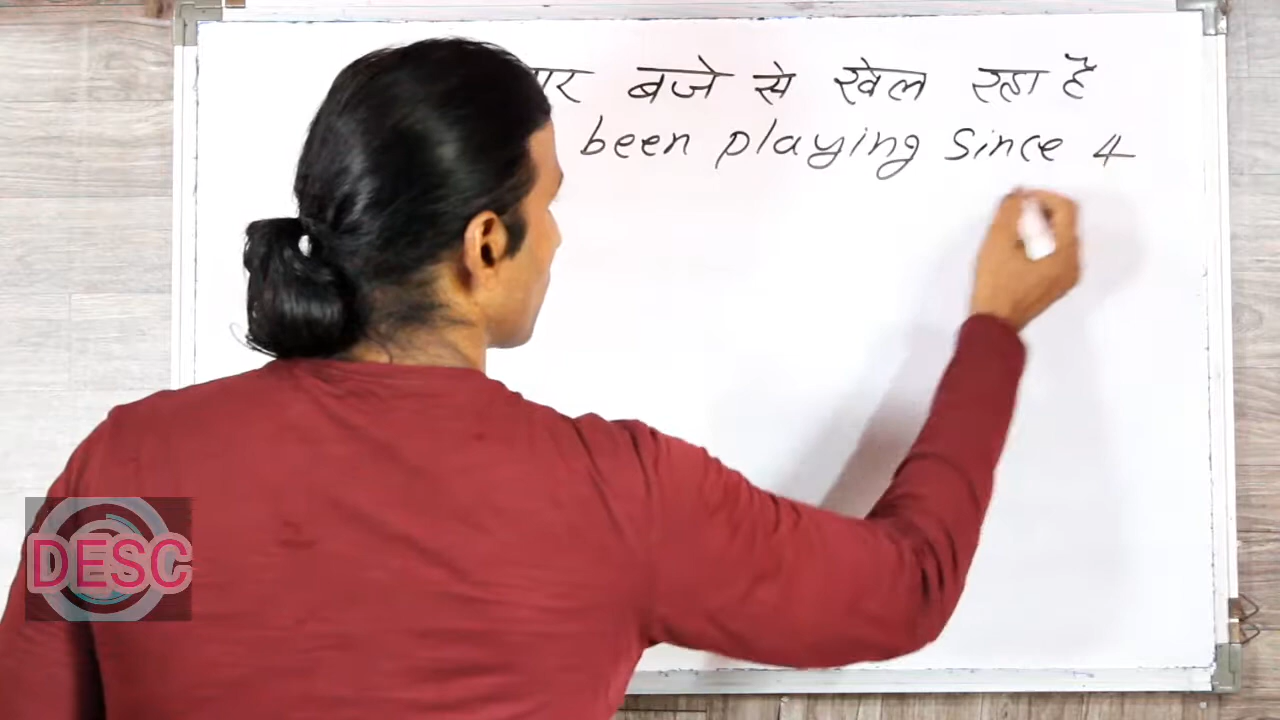 बजे से खेल रहा है
been playing Since 4
DESC